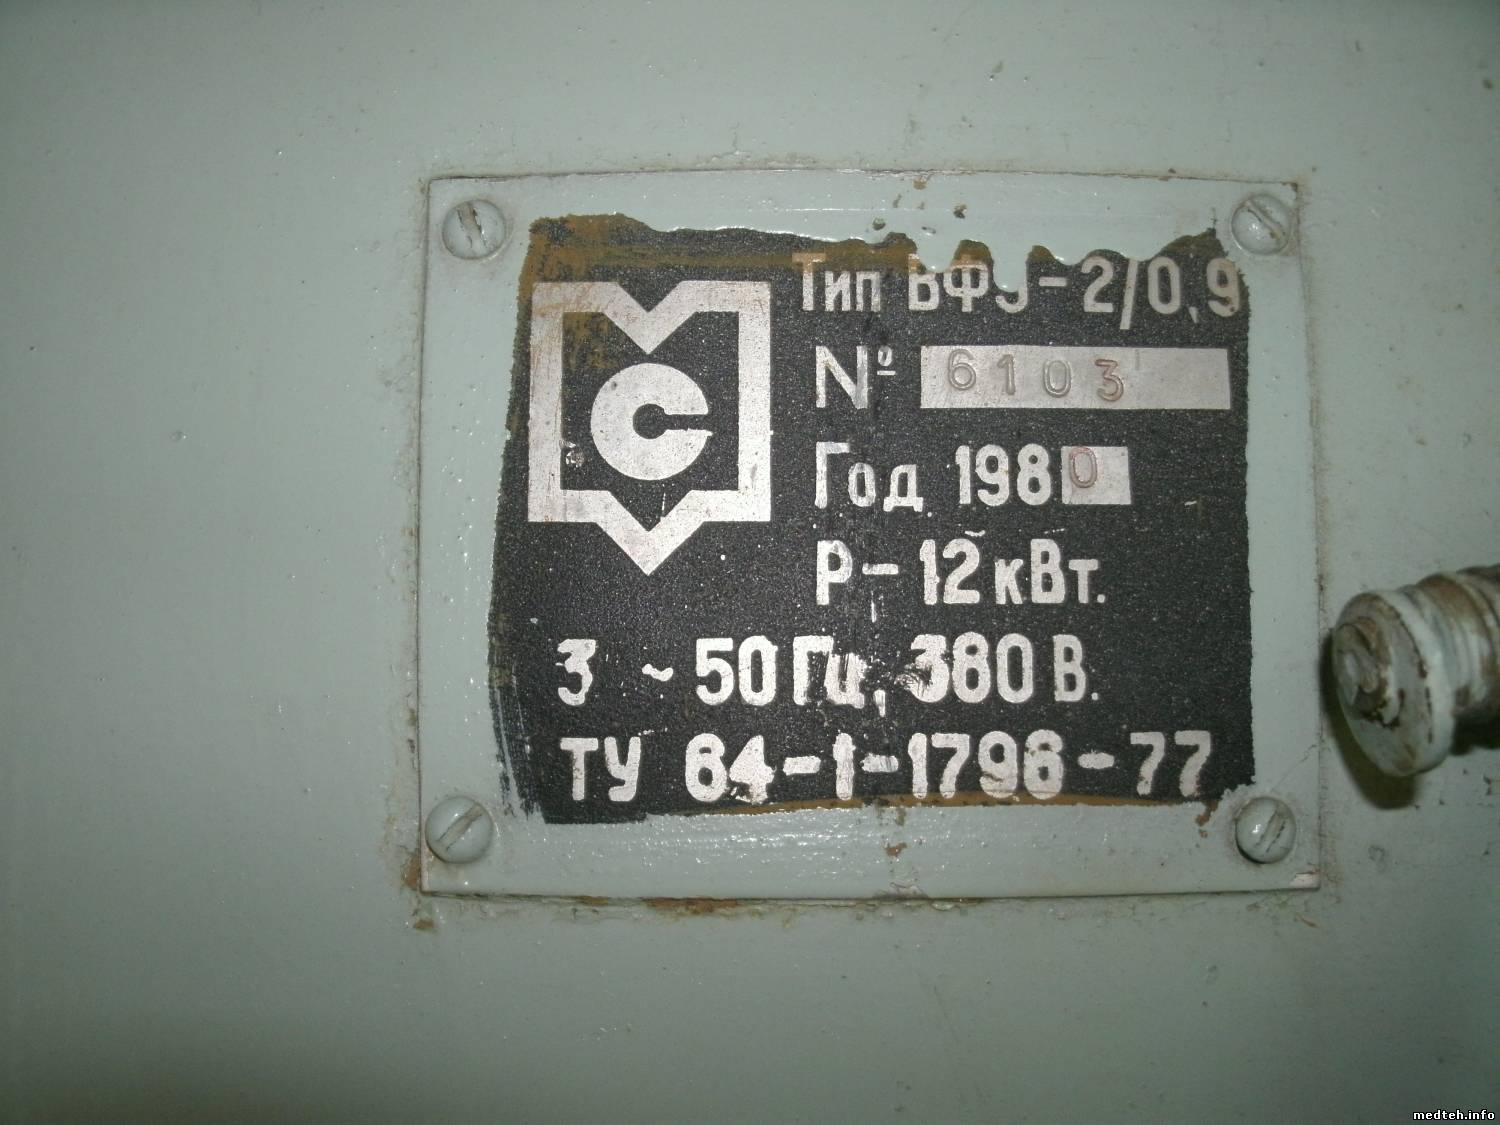 Тип ВФЭ-2/0,9
С
№ 6103
Год 1980
Р-12 кВт.
3 ~ 50 Гц, 380 В.
ТУ 64-1-1796-77
medteh.info